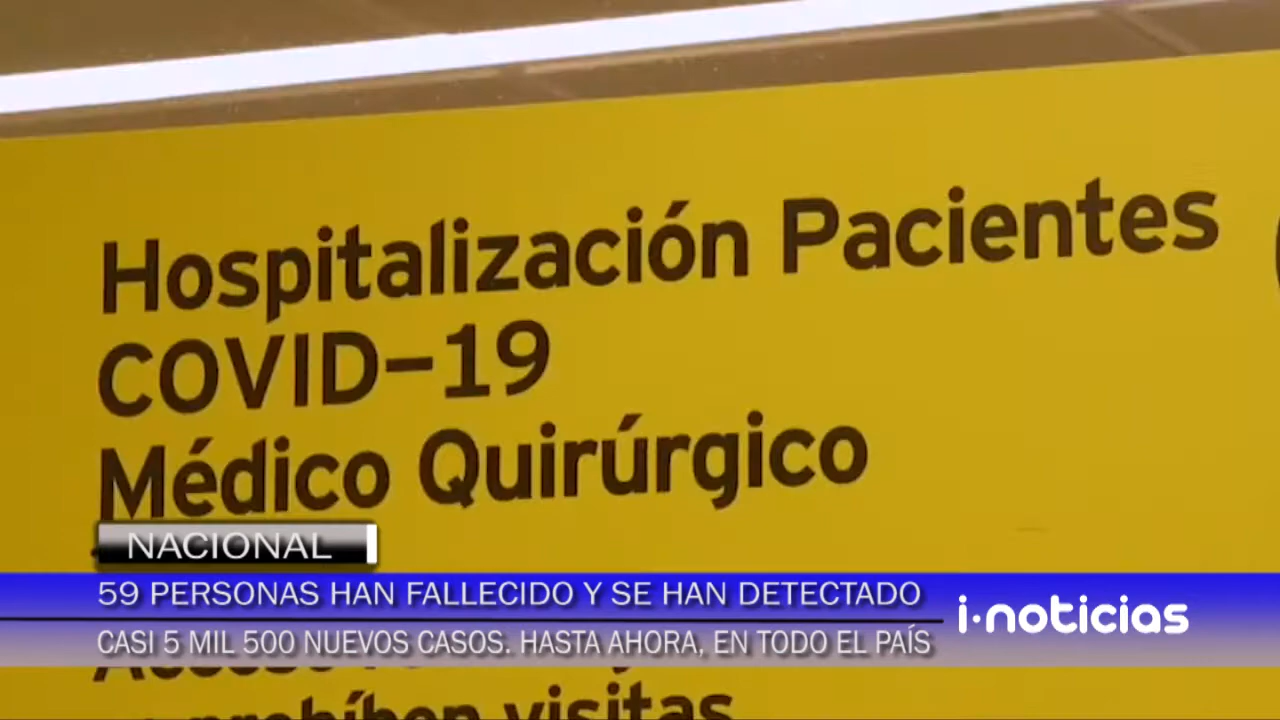 Hospitalización Pacientes
COVID-19
Médico Quirúrgico
NACIONAL
59 PERSONAS HAN FALLECIDO Y SE HAN DETECTADO
CASI 5 MIL 500 NUEVOS CASOS. HASTA AHORA, EN TODO EL PAÍS
i·noticias
visitas